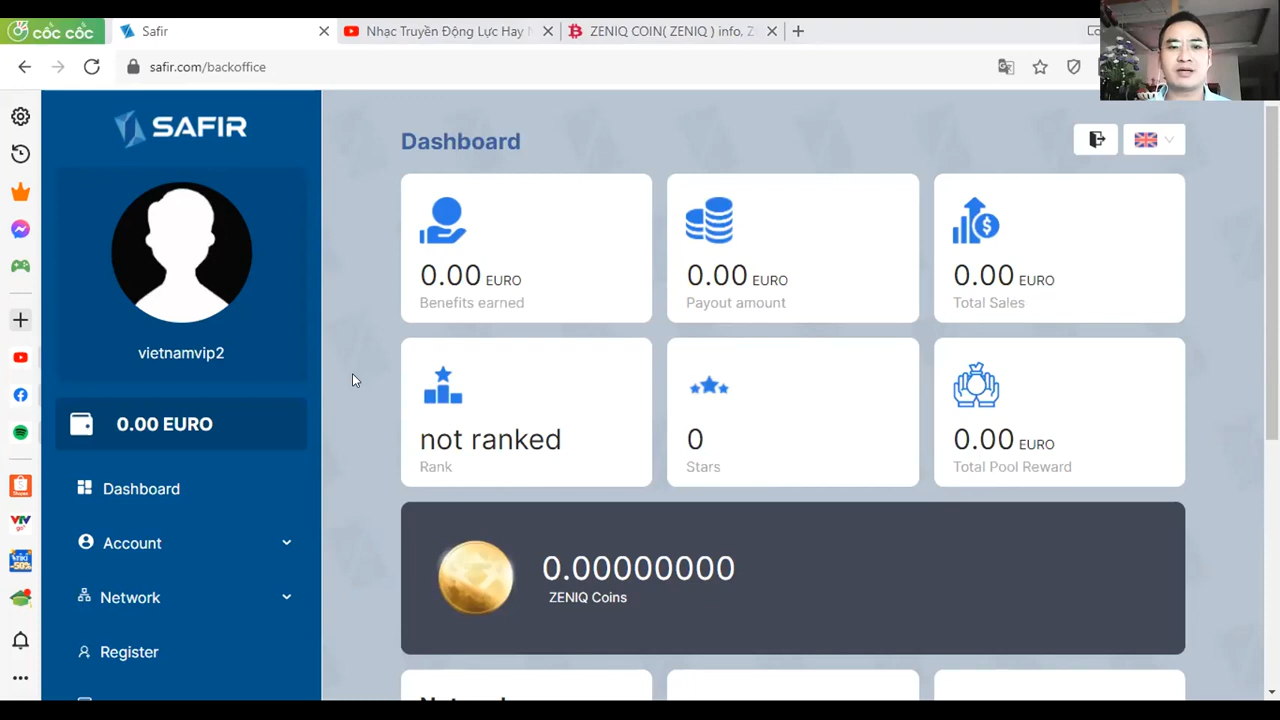 cốc cốc
Safir
Nhạc Truyền Động Lực Hay
ZENIQ COIN( ZENIQ ) info, Z
safir.com/backoffice
SAFIR
vietnamvip2
0.00 EURO
Dashboard
Account
Network
Register
Dashboard
0.00 EURO
Benefits earned
0.00 EURO
Payout amount
0.00 EURO
Total Sales
not ranked
Rank
0
Stars
0.00 EURO
Total Pool Reward
0.00000000
ZENIQ Coins